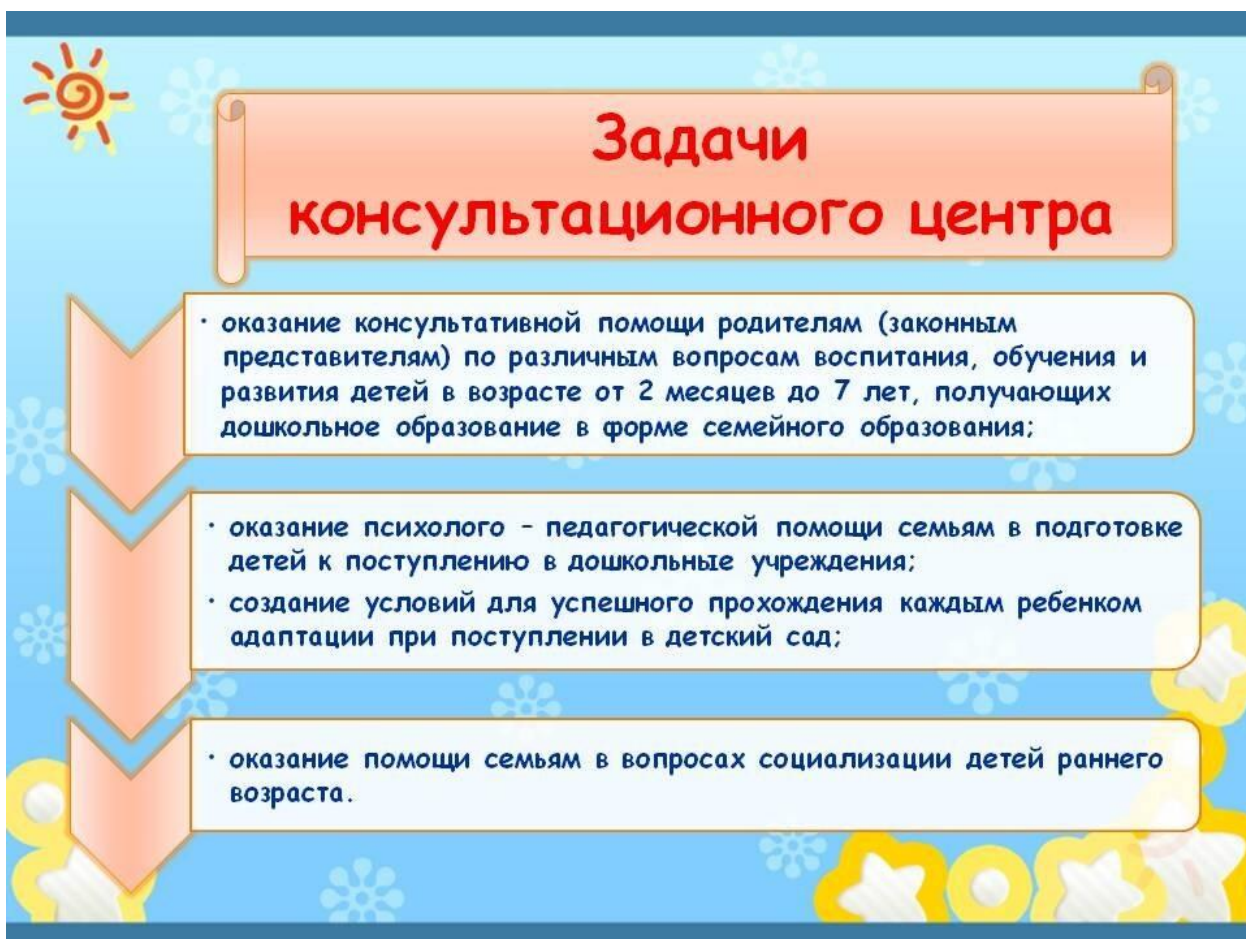 Задачи
консультационного центра
· оказание консультативной помощи родителям (законным
представителям) по различным вопросам воспитания, обучения и
развития детей в возрасте от 2 месяцев до 7 лет, получающих
дошкольное образование в форме семейного образования;
· оказание психолого – педагогической помощи семьям в подготовке
детей к поступлению в дошкольные учреждения;
· создание условий для успешного прохождения каждым ребенком
адаптации при поступлении в детский сад;
· оказание помощи семьям в вопросах социализации детей раннего
возраста.